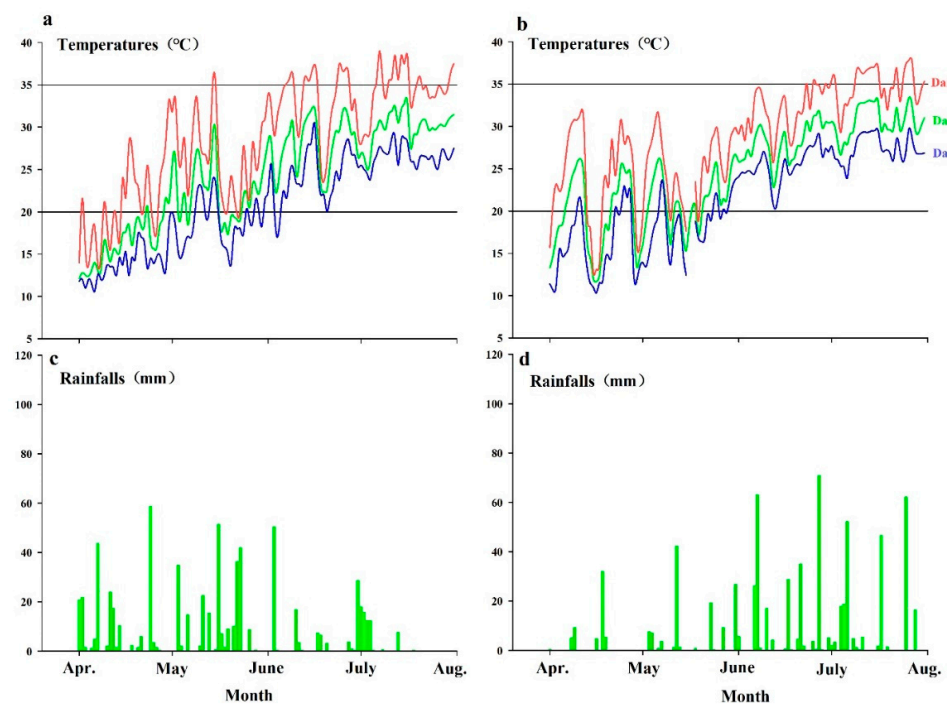 a
Temperatures (°C)
40
35
30
25
20
15
10
5
b
Temperatures (°C)
40
35
30
25
20
15
10
5
Da
Da
Da
c
Rainfalls (mm)
120
100
80
60
40
20
0
Apr. May June July Aug.
Month
d
Rainfalls (mm)
120
100
80
60
40
20
0
Apr. May June July Aug.
Month